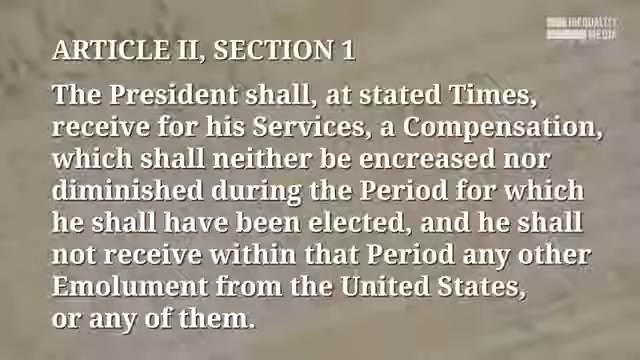 INEQUALITY
MEDIA
ARTICLE II, SECTION 1
The President shall, at stated Times,
receive for his Services, a Compensation,
which shall neither be encreased nor
diminished during the Period for which
he shall have been elected, and he shall
not receive within that Period any other
Emolument from the United States,
or any of them.